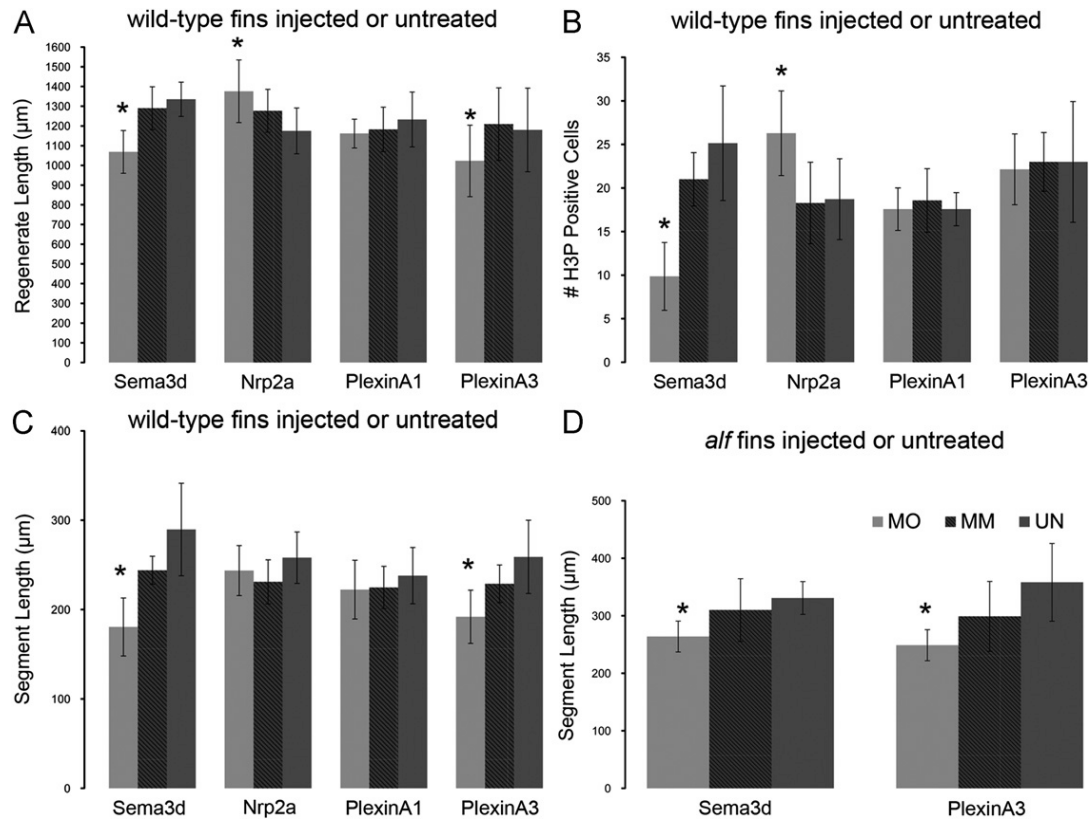 A
wild-type fins injected or untreated
Regenerate Length (µm)
1600
1500
1400
1300
1200
1100
1000
900
800
700
600
500
400
300
200
100
0
*
*
*
Sema3d Nrp2a PlexinA1 PlexinA3
B
wild-type fins injected or untreated
# H3P Positive Cells
35
30
25
20
15
10
5
0
*
*
Sema3d Nrp2a PlexinA1 PlexinA3
C
wild-type fins injected or untreated
Segment Length (µm)
400
300
200
100
0
*
*
Sema3d Nrp2a PlexinA1 PlexinA3
D
alf fins injected or untreated
Segment Length (µm)
500
400
300
200
100
0
MO MM UN
*
*
Sema3d PlexinA3